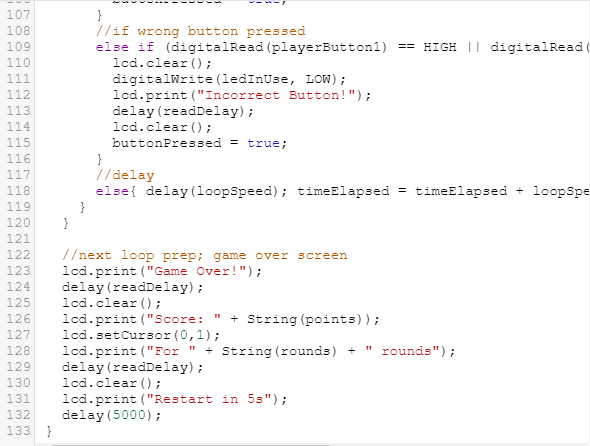 106 buttonPressed = true;
107 }
108 //if wrong button pressed
109 else if (digitalRead(playerButton1) == HIGH || digitalRead(
110 lcd.clear();
111 digitalWrite(ledInUse, LOW);
112 lcd.print("Incorrect Button!");
113 delay(readDelay);
114 lcd.clear();
115 buttonPressed = true;
116 }
117 //delay
118 else{ delay(loopSpeed); timeElapsed = timeElapsed + loopSpe
119 }
120 }
121
122 //next loop prep; game over screen
123 lcd.print("Game Over!");
124 delay(readDelay);
125 lcd.clear();
126 lcd.print("Score: " + String(points));
127 lcd.setCursor(0,1);
128 lcd.print("For " + String(rounds) + " rounds");
129 delay(readDelay);
130 lcd.clear();
131 lcd.print("Restart in 5s");
132 delay(5000);
133 }